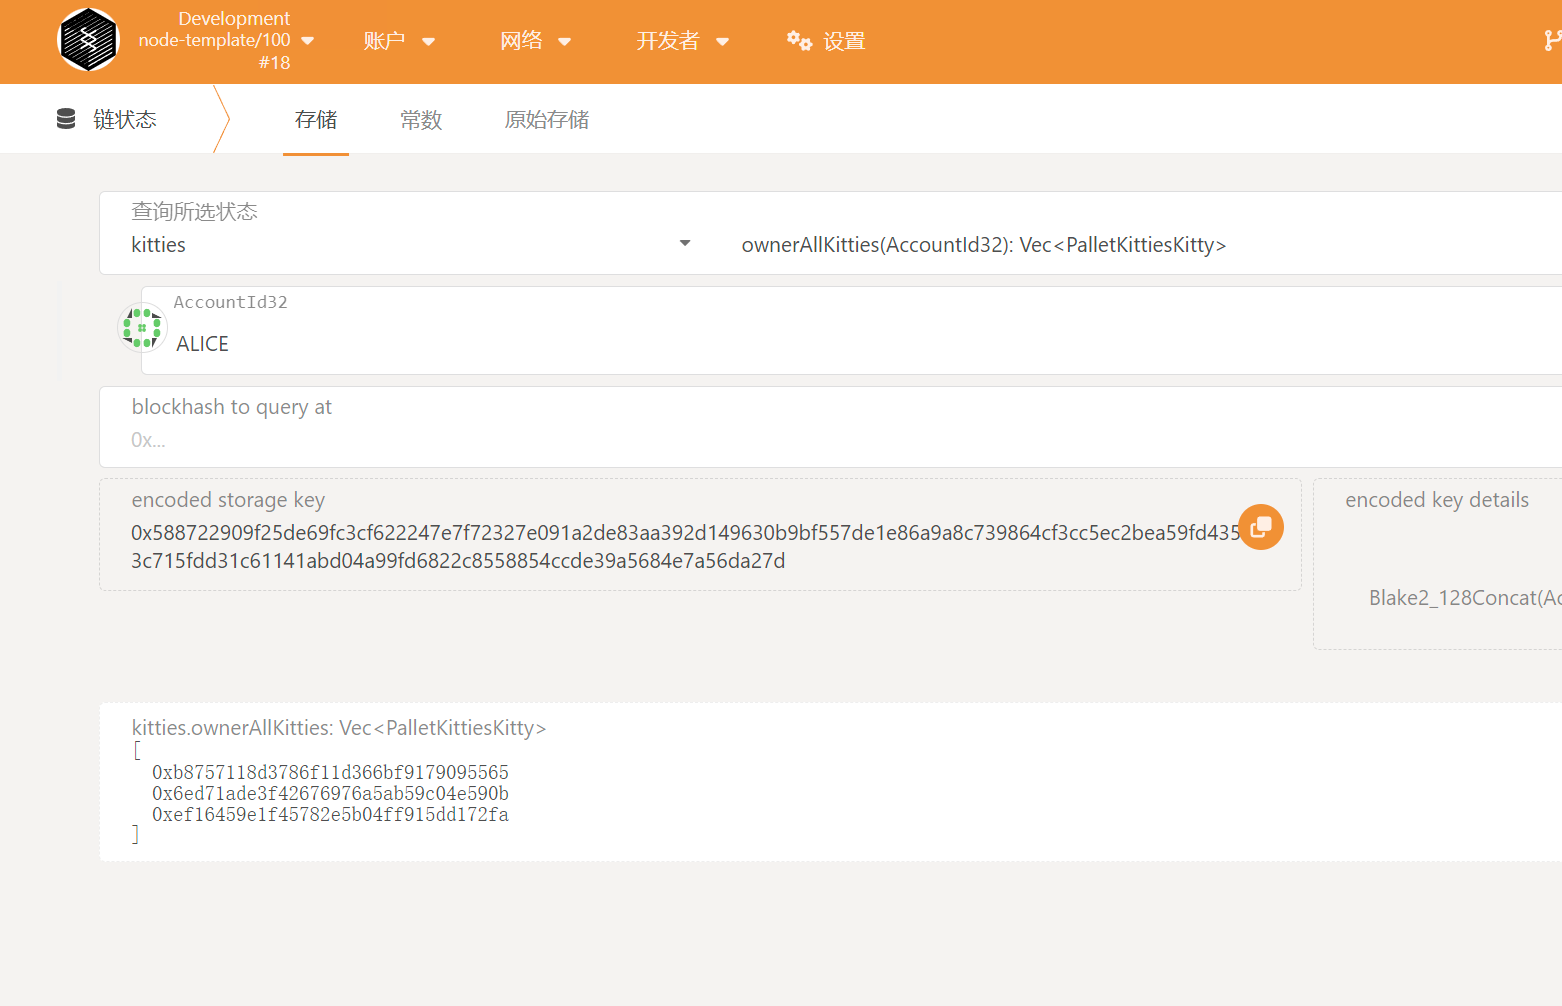 Development
node-template/100
#18
账户
网络
开发者
设置
链状态
存储
常数
原始存储
查询所选状态
kitties
ownerAllKitties(AccountId32): Vec<PalletKittiesKitty>
AccountId32
ALICE
blockhash to query at
0x...
encoded storage key
0x588722909f25de69fc3cf622247e7f72327e091a2de83aa392d149630b9bf557de1e86a9a8c739864cf3cc5ec2bea59fd435
3c715fdd31c61141abd04a99fd6822c8558854ccde39a5684e7a56da27d
encoded key details
Blake2_128Concat(Ac
kitties.ownerAllKitties: Vec<PalletKittiesKitty>
[
0xb8757118d3786f11d366bf9179095565
0x6ed71ade3f42676976a5ab59c04e590b
0xef16459e1f45782e5b04ff915dd172fa
]